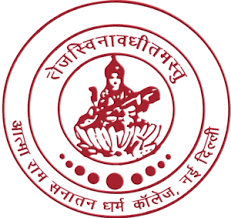 तेजस्विनावधीतमस्तु
आत्मा राम सनातन धर्म कॉलेज, नई दिल्ली